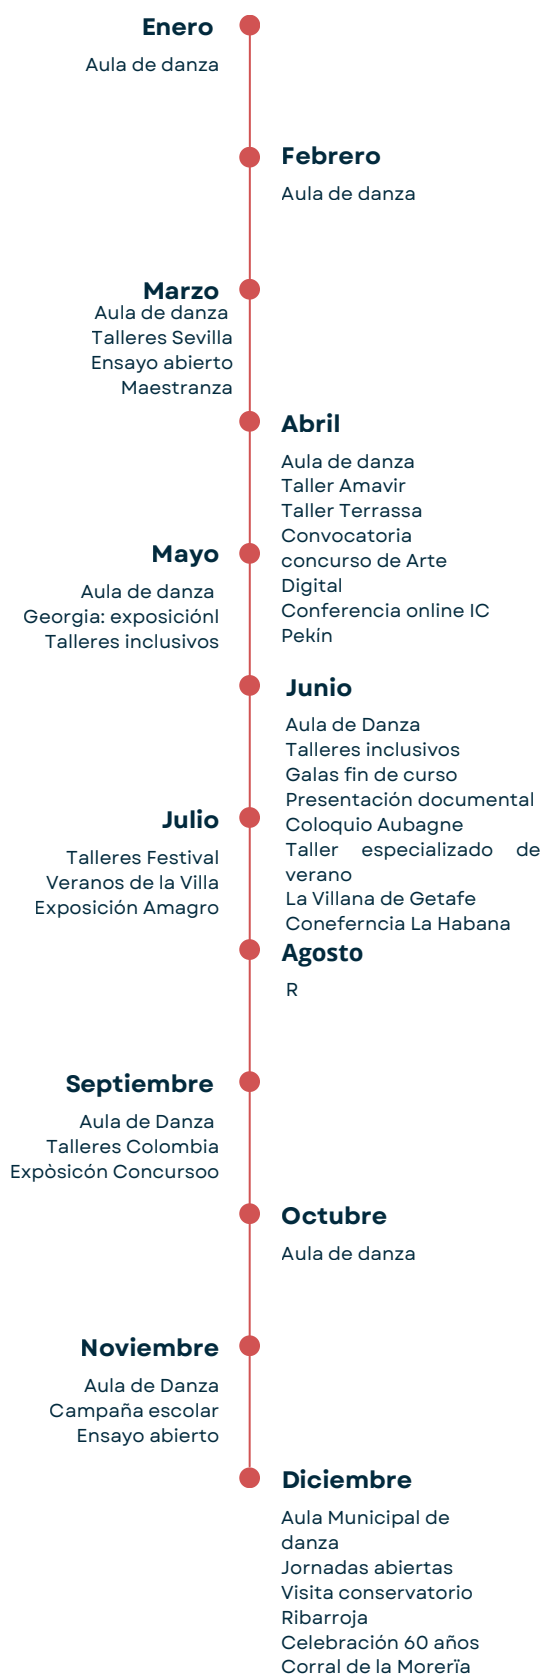 Enero
Aula de danza
Febrero
Aula de danza
Marzo
Aula de danza
Talleres Sevilla
Ensayo abierto
Maestranza
Abril
Aula de danza
Taller Amavir
Taller Terrassa
Convocatoria
concurso de Arte
Digital
Conferencia online IC
Pekín
Mayo
Aula de danza
Georgia: exposiciónl
Talleres inclusivos
Junio
Aula de Danza
Talleres inclusivos
Galas fin de curso
Presentación documental
Coloquio Aubagne
Taller especializado de
verano
La Villana de Getafe
Coneferncia La Habana
Julio
Talleres Festival
Veranos de la Villa
Exposición Amagro
Agosto
R
Septiembre
Aula de Danza
Talleres Colombia
Expòsicón Concursoo
Octubre
Aula de danza
Noviembre
Aula de Danza
Campaña escolar
Ensayo abierto
Diciembre
Aula Municipal de
danza
Jornadas abiertas
Visita conservatorio
Ribarroja
Celebración 60 años
Corral de la Morerïa